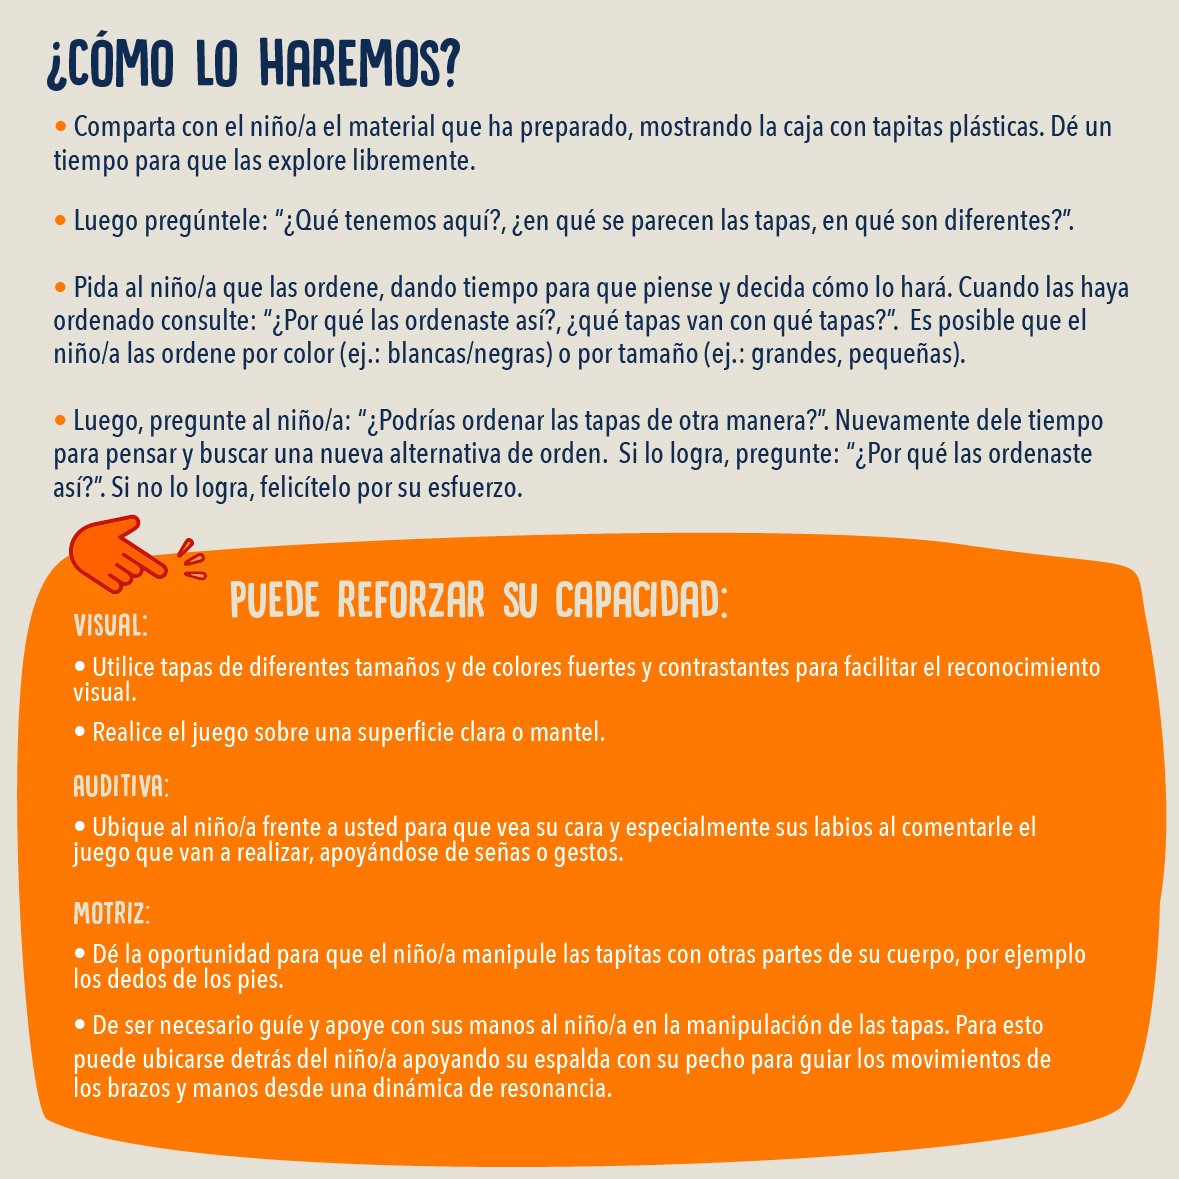 ¿CÓMO LO HAREMOS?
• Comparta con el niño/a el material que ha preparado, mostrando la caja con tapitas plásticas. Dé un
tiempo para que las explore libremente.
• Luego pregúntele: “¿Qué tenemos aquí?, ¿en qué se parecen las tapas, en qué son diferentes?”.
• Pida al niño/a que las ordene, dando tiempo para que piense y decida cómo lo hará. Cuando las haya
ordenado consulte: “¿Por qué las ordenaste así?, ¿qué tapas van con qué tapas?”.  Es posible que el
niño/a las ordene por color (ej.: blancas/negras) o por tamaño (ej.: grandes, pequeñas).
• Luego, pregunte al niño/a: “¿Podrías ordenar las tapas de otra manera?”. Nuevamente dele tiempo
para pensar y buscar una nueva alternativa de orden.  Si lo logra, pregunte: “¿Por qué las ordenaste
así?”. Si no lo logra, felicítelo por su esfuerzo.
PUEDE REFORZAR SU CAPACIDAD:
VISUAL:
• Utilice tapas de diferentes tamaños y de colores fuertes y contrastantes para facilitar el reconocimiento
visual.
• Realice el juego sobre una superficie clara o mantel.
AUDITIVA:
• Ubique al niño/a frente a usted para que vea su cara y especialmente sus labios al comentarle el
juego que van a realizar, apoyándose de señas o gestos.
MOTRIZ:
• Dé la oportunidad para que el niño/a manipule las tapitas con otras partes de su cuerpo, por ejemplo
los dedos de los pies.
• De ser necesario guíe y apoye con sus manos al niño/a en la manipulación de las tapas. Para esto
puede ubicarse detrás del niño/a apoyando su espalda con su pecho para guiar los movimientos de
los brazos y manos desde una dinámica de resonancia.